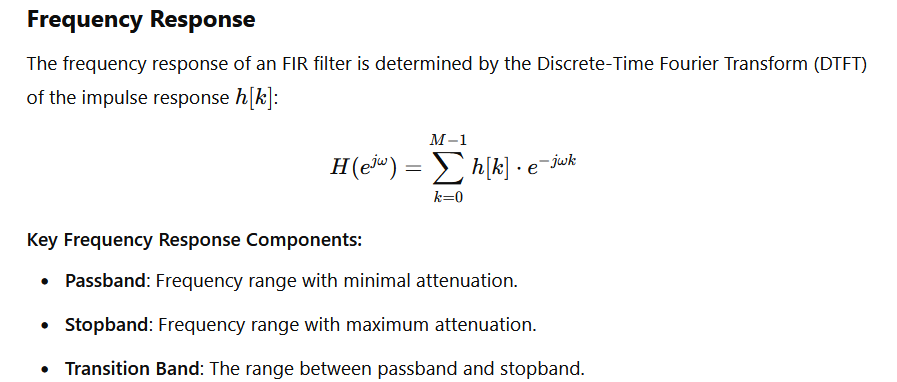 Frequency Response
The frequency response of an FIR filter is determined by the Discrete-Time Fourier Transform (DTFT)
of the impulse response h[k]:
M−1
H(e^{jω}) = ∑ h[k] · e^{−jωk}
k=0
Key Frequency Response Components:
• Passband: Frequency range with minimal attenuation.
• Stopband: Frequency range with maximum attenuation.
• Transition Band: The range between passband and stopband.